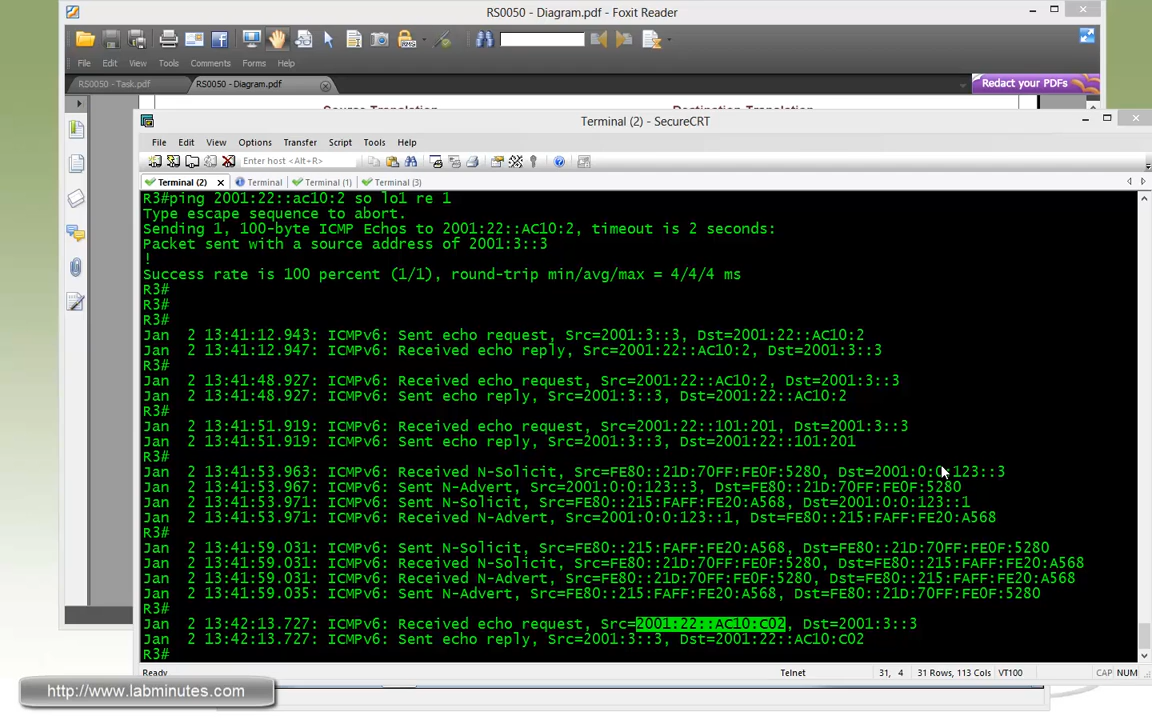 RS0050 - Diagram.pdf - Foxit Reader
File Edit View Tools Comments Forms Help
RS0050 - Task.pdf RS0050 - Diagram.pdf Redact your PDFs
Source Translation Destination Translation
Terminal (2) - SecureCRT
File Edit View Options Transfer Script Tools Help
Enter host <Alt+R>
Terminal (2) Terminal Terminal (1) Terminal (3)
R3#ping 2001:22::ac10:2 so lo1 re 1
Type escape sequence to abort.
Sending 1, 100-byte ICMP Echos to 2001:22::AC10:2, timeout is 2 seconds:
Packet sent with a source address of 2001:3::3
!
Success rate is 100 percent (1/1), round-trip min/avg/max = 4/4/4 ms
R3#
R3#
R3#
Jan  2 13:41:12.943: ICMPv6: Sent echo request, Src=2001:3::3, Dst=2001:22::AC10:2
Jan  2 13:41:12.947: ICMPv6: Received echo reply, Src=2001:22::AC10:2, Dst=2001:3::3
R3#
Jan  2 13:41:48.927: ICMPv6: Received echo request, Src=2001:22::AC10:2, Dst=2001:3::3
Jan  2 13:41:48.927: ICMPv6: Sent echo reply, Src=2001:3::3, Dst=2001:22::AC10:2
R3#
Jan  2 13:41:51.919: ICMPv6: Received echo request, Src=2001:22::101:201, Dst=2001:3::3
Jan  2 13:41:51.919: ICMPv6: Sent echo reply, Src=2001:3::3, Dst=2001:22::101:201
R3#
Jan  2 13:41:53.963: ICMPv6: Received N-Solicit, Src=FE80::21D:70FF:FE0F:5280, Dst=2001:0:0:123::3
Jan  2 13:41:53.967: ICMPv6: Sent N-Advert, Src=2001:0:0:123::3, Dst=FE80::21D:70FF:FE0F:5280
Jan  2 13:41:53.971: ICMPv6: Sent N-Solicit, Src=FE80::215:FAFF:FE20:A568, Dst=2001:0:0:123::1
Jan  2 13:41:53.971: ICMPv6: Received N-Advert, Src=2001:0:0:123::1, Dst=FE80::215:FAFF:FE20:A568
R3#
Jan  2 13:41:59.031: ICMPv6: Sent N-Solicit, Src=FE80::215:FAFF:FE20:A568, Dst=FE80::21D:70FF:FE0F:5280
Jan  2 13:41:59.031: ICMPv6: Received N-Solicit, Src=FE80::21D:70FF:FE0F:5280, Dst=FE80::215:FAFF:FE20:A568
Jan  2 13:41:59.031: ICMPv6: Received N-Advert, Src=FE80::21D:70FF:FE0F:5280, Dst=FE80::215:FAFF:FE20:A568
Jan  2 13:41:59.035: ICMPv6: Sent N-Advert, Src=FE80::215:FAFF:FE20:A568, Dst=FE80::21D:70FF:FE0F:5280
R3#
Jan  2 13:42:13.727: ICMPv6: Received echo request, Src=2001:22::AC10:C02, Dst=2001:3::3
Jan  2 13:42:13.727: ICMPv6: Sent echo reply, Src=2001:3::3, Dst=2001:22::AC10:C02
R3#
Ready Telnet 31, 4 31 Rows, 113 Cols VT100 CAP NUM
http://www.labminutes.com